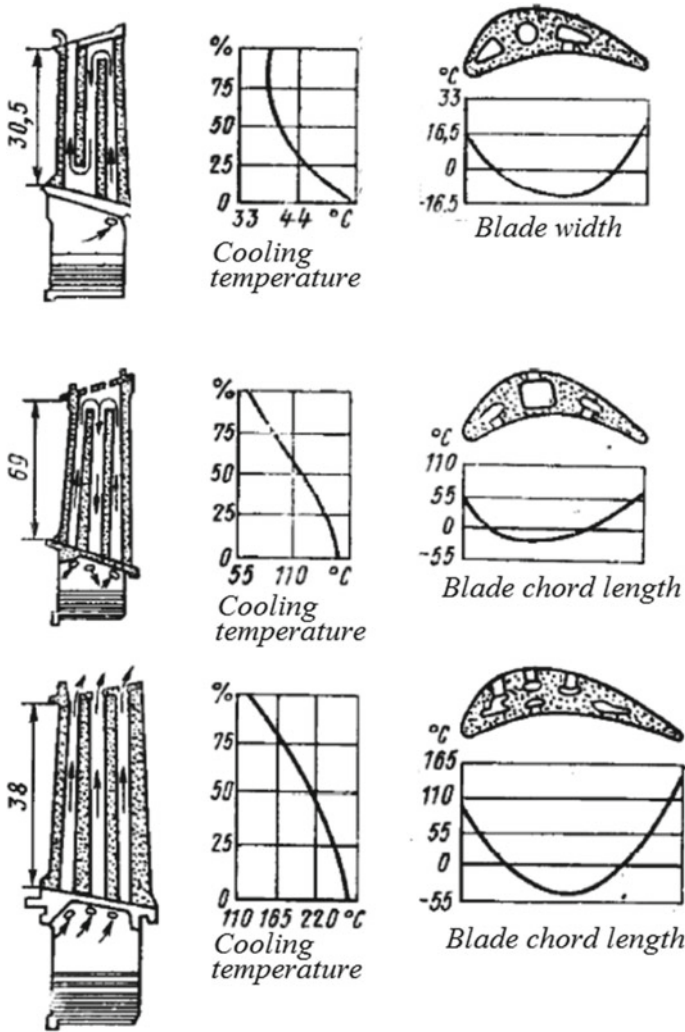 30,5
%
75
50
25
0
33 44 °C
Cooling
temperature
°C
33
16,5
0
-16.5
Blade width
69
%
75
50
25
0
55 110 °C
Cooling
temperature
°C
110
55
0
-55
Blade chord length
38
%
75
50
25
0
110 165 220 °C
Cooling
temperature
°C
165
110
55
0
-55
Blade chord length